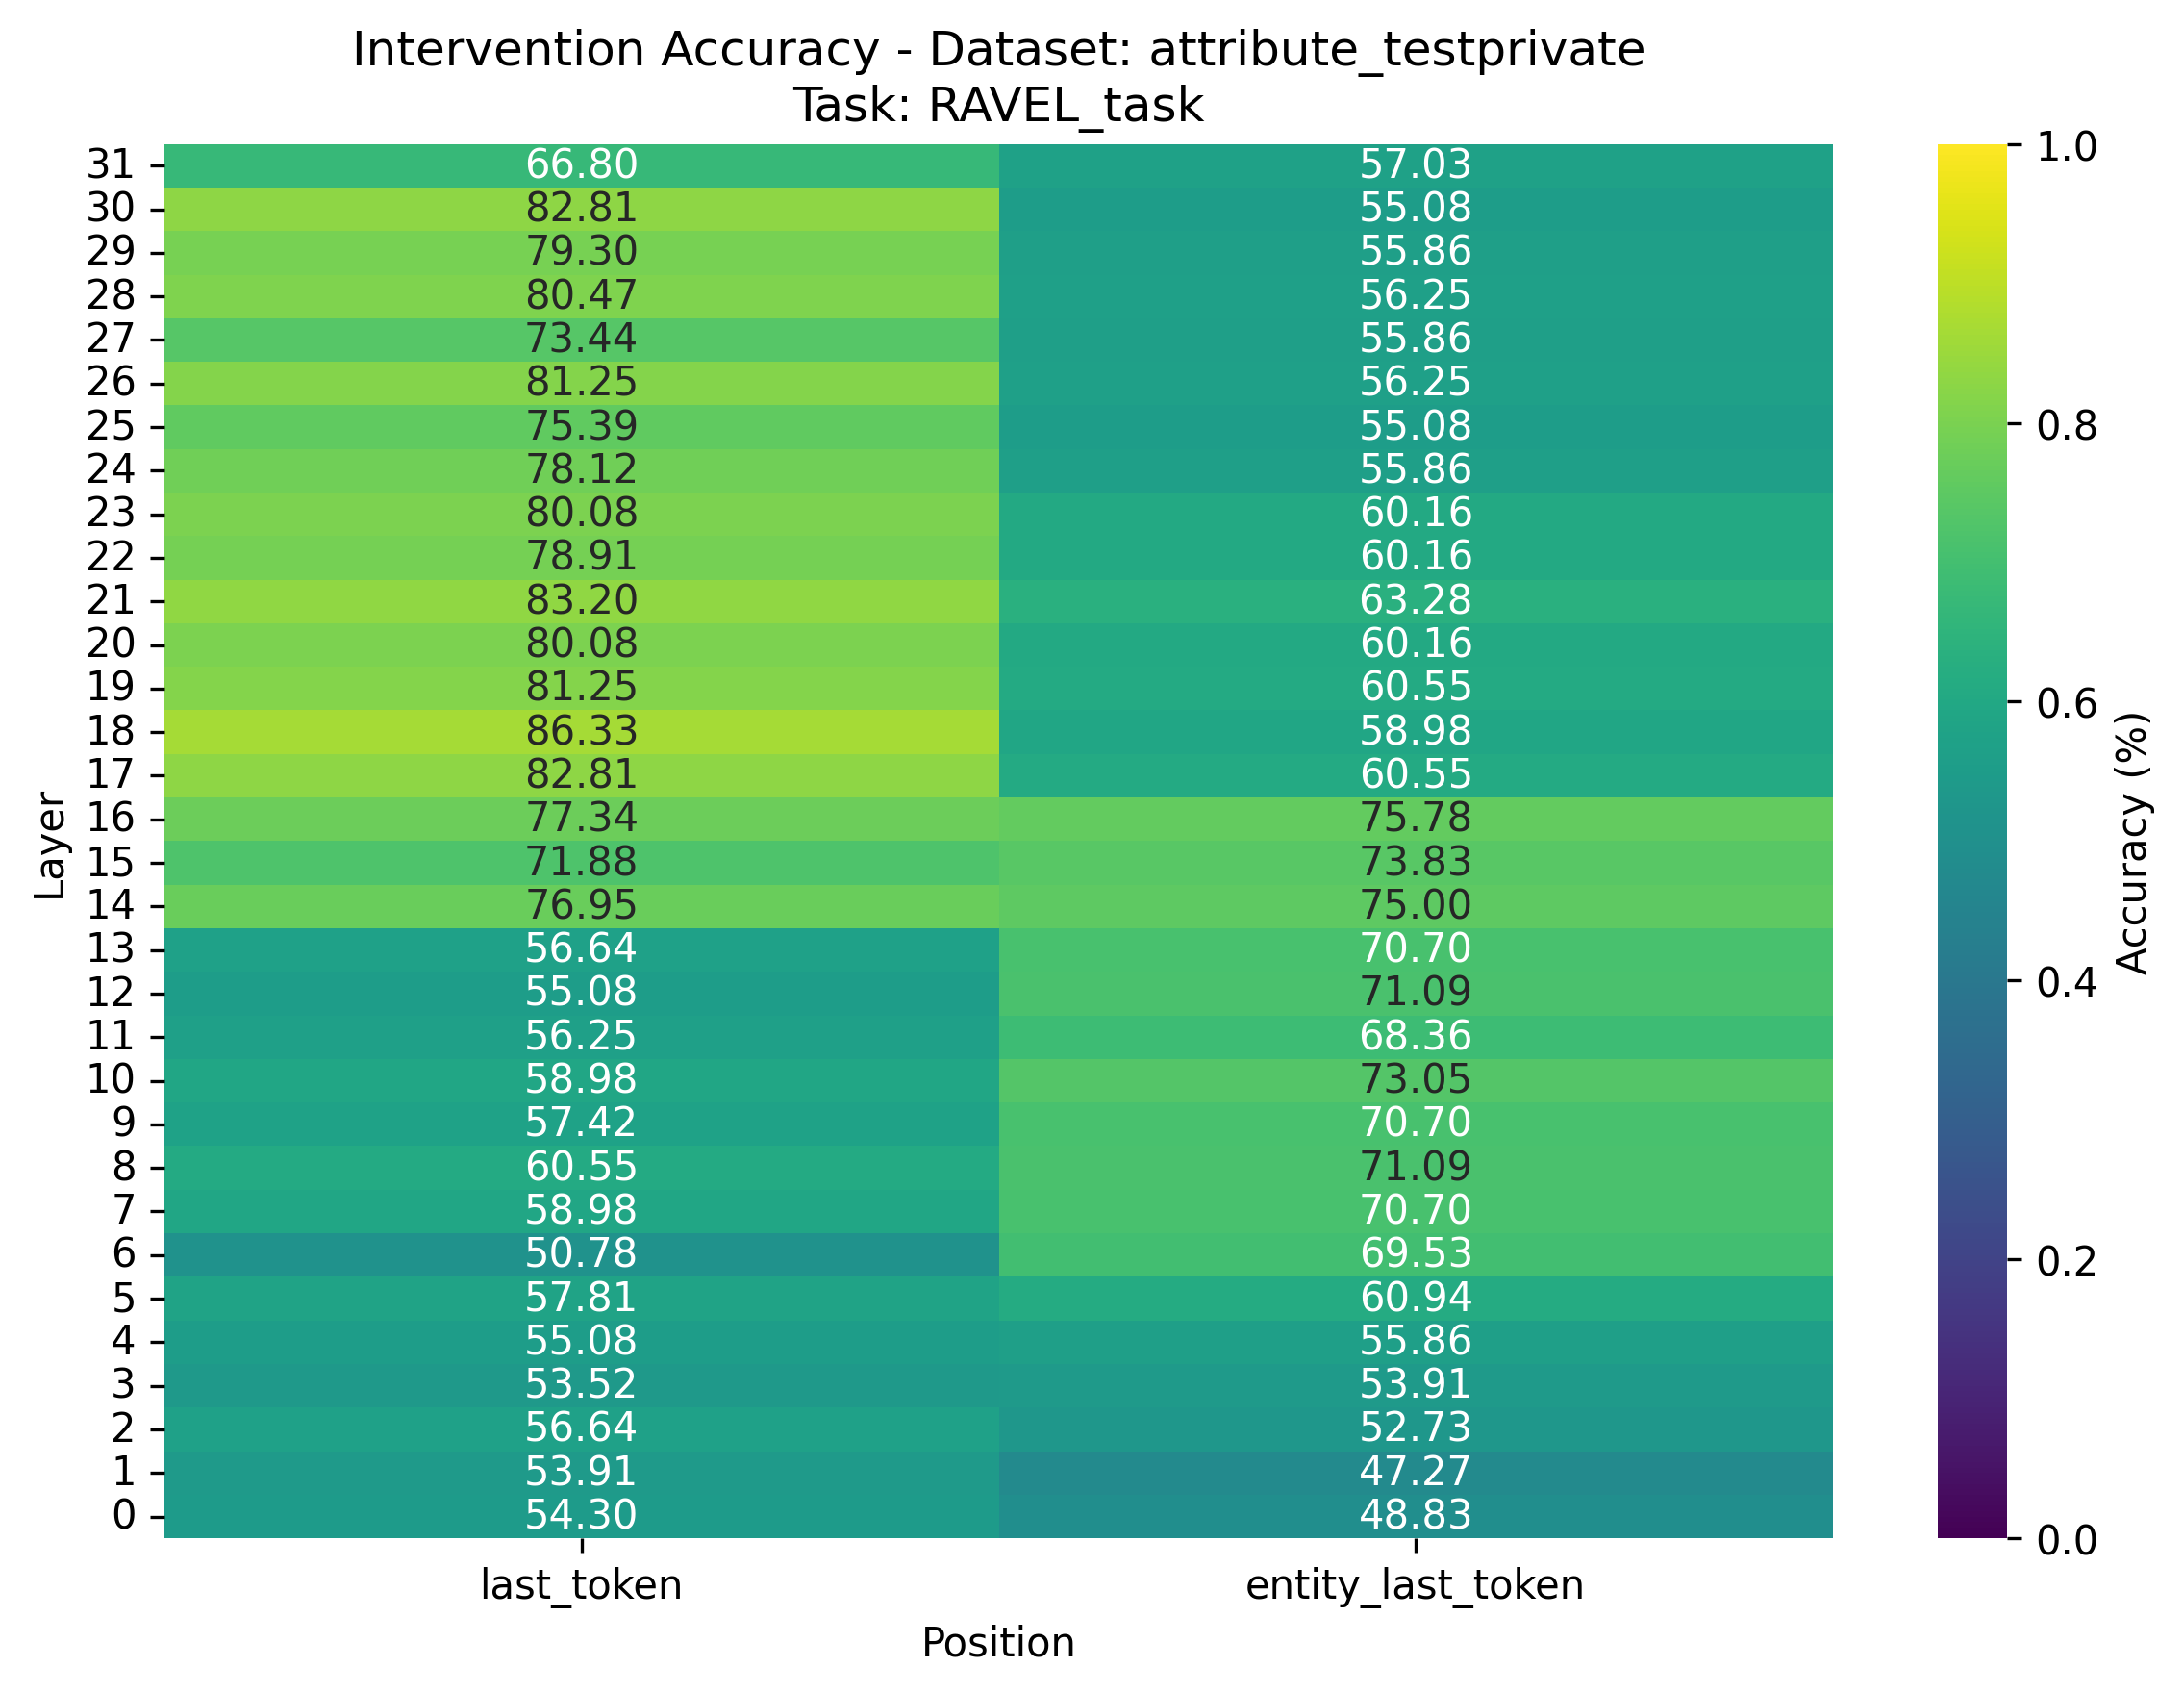 Intervention Accuracy - Dataset: attribute_testprivate
Task: RAVEL_task
31 66.80 57.03
30 82.81 55.08
29 79.30 55.86
28 80.47 56.25
27 73.44 55.86
26 81.25 56.25
25 75.39 55.08
24 78.12 55.86
23 80.08 60.16
22 78.91 60.16
21 83.20 63.28
20 80.08 60.16
19 81.25 60.55
18 86.33 58.98
17 82.81 60.55
16 77.34 75.78
15 71.88 73.83
14 76.95 75.00
13 56.64 70.70
12 55.08 71.09
11 56.25 68.36
10 58.98 73.05
9 57.42 70.70
8 60.55 71.09
7 58.98 70.70
6 50.78 69.53
5 57.81 60.94
4 55.08 55.86
3 53.52 53.91
2 56.64 52.73
1 53.91 47.27
0 54.30 48.83
Layer
last_token entity_last_token
Position
1.0
0.8
0.6
0.4
0.2
0.0
Accuracy (%)